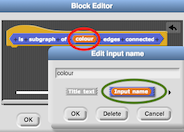 Block Editor
is subgraph of colour edges connected
Edit input name
colour
Title text Input name
OK Delete Cancel
OK